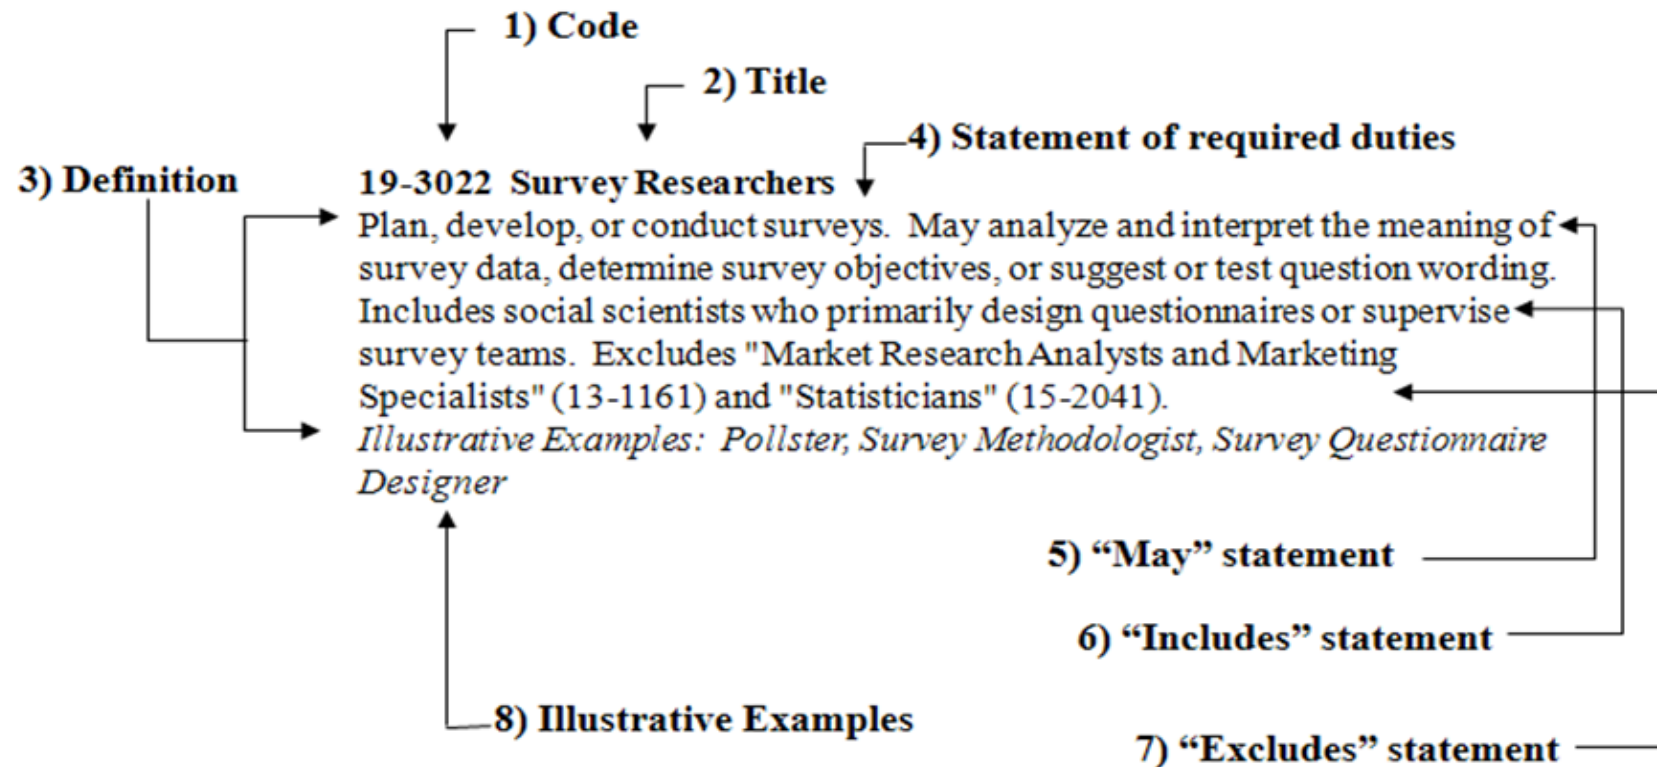 1) Code
2) Title
4) Statement of required duties
3) Definition
19-3022 Survey Researchers
Plan, develop, or conduct surveys. May analyze and interpret the meaning of
survey data, determine survey objectives, or suggest or test question wording.
Includes social scientists who primarily design questionnaires or supervise
survey teams. Excludes "Market Research Analysts and Marketing
Specialists" (13-1161) and "Statisticians" (15-2041).
Illustrative Examples: Pollster, Survey Methodologist, Survey Questionnaire
Designer
5) “May” statement
6) “Includes” statement
8) Illustrative Examples
7) “Excludes” statement